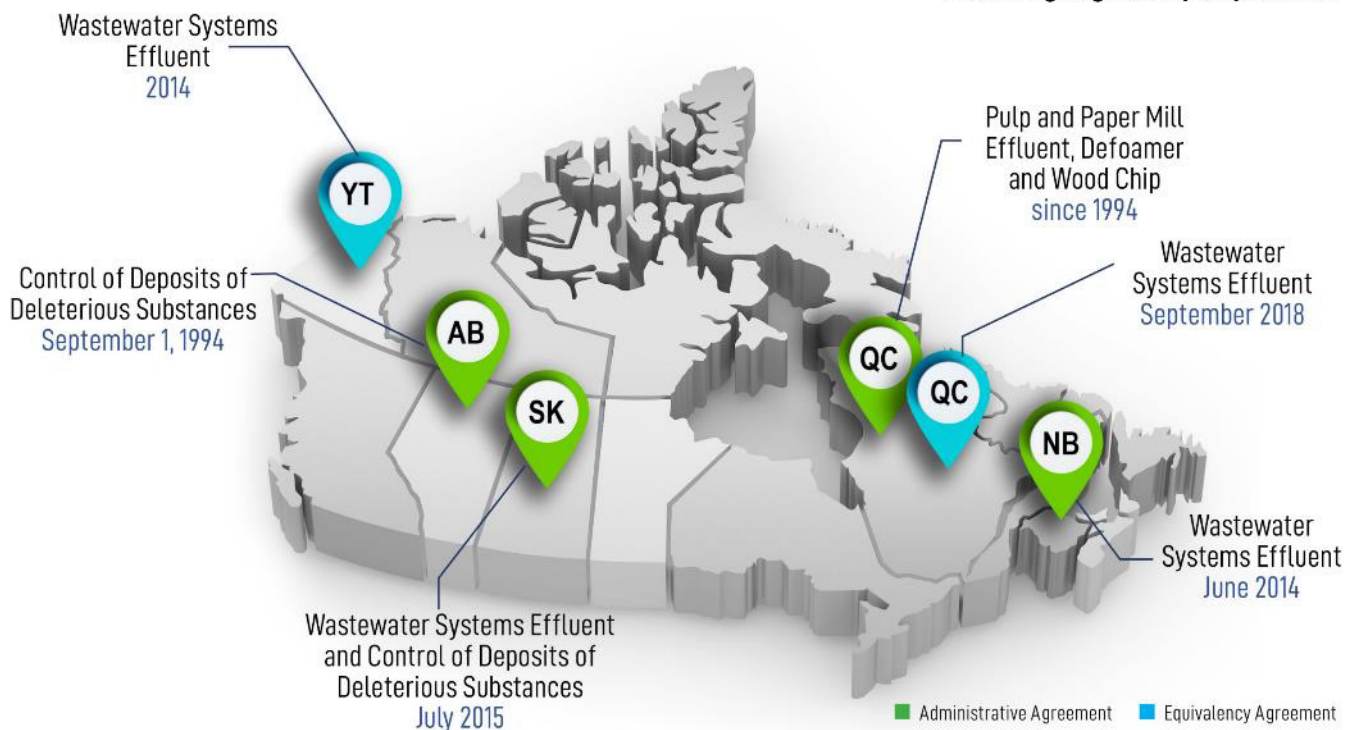 Wastewater Systems
Effluent
2014
YT
Control of Deposits of
Deleterious Substances
September 1, 1994
AB
SK
Wastewater Systems Effluent
and Control of Deposits of
Deleterious Substances
July 2015
Pulp and Paper Mill
Effluent, Defoamer
and Wood Chip
since 1994
QC
Wastewater
Systems Effluent
September 2018
QC
NB
Wastewater
Systems Effluent
June 2014
Administrative Agreement
Equivalency Agreement